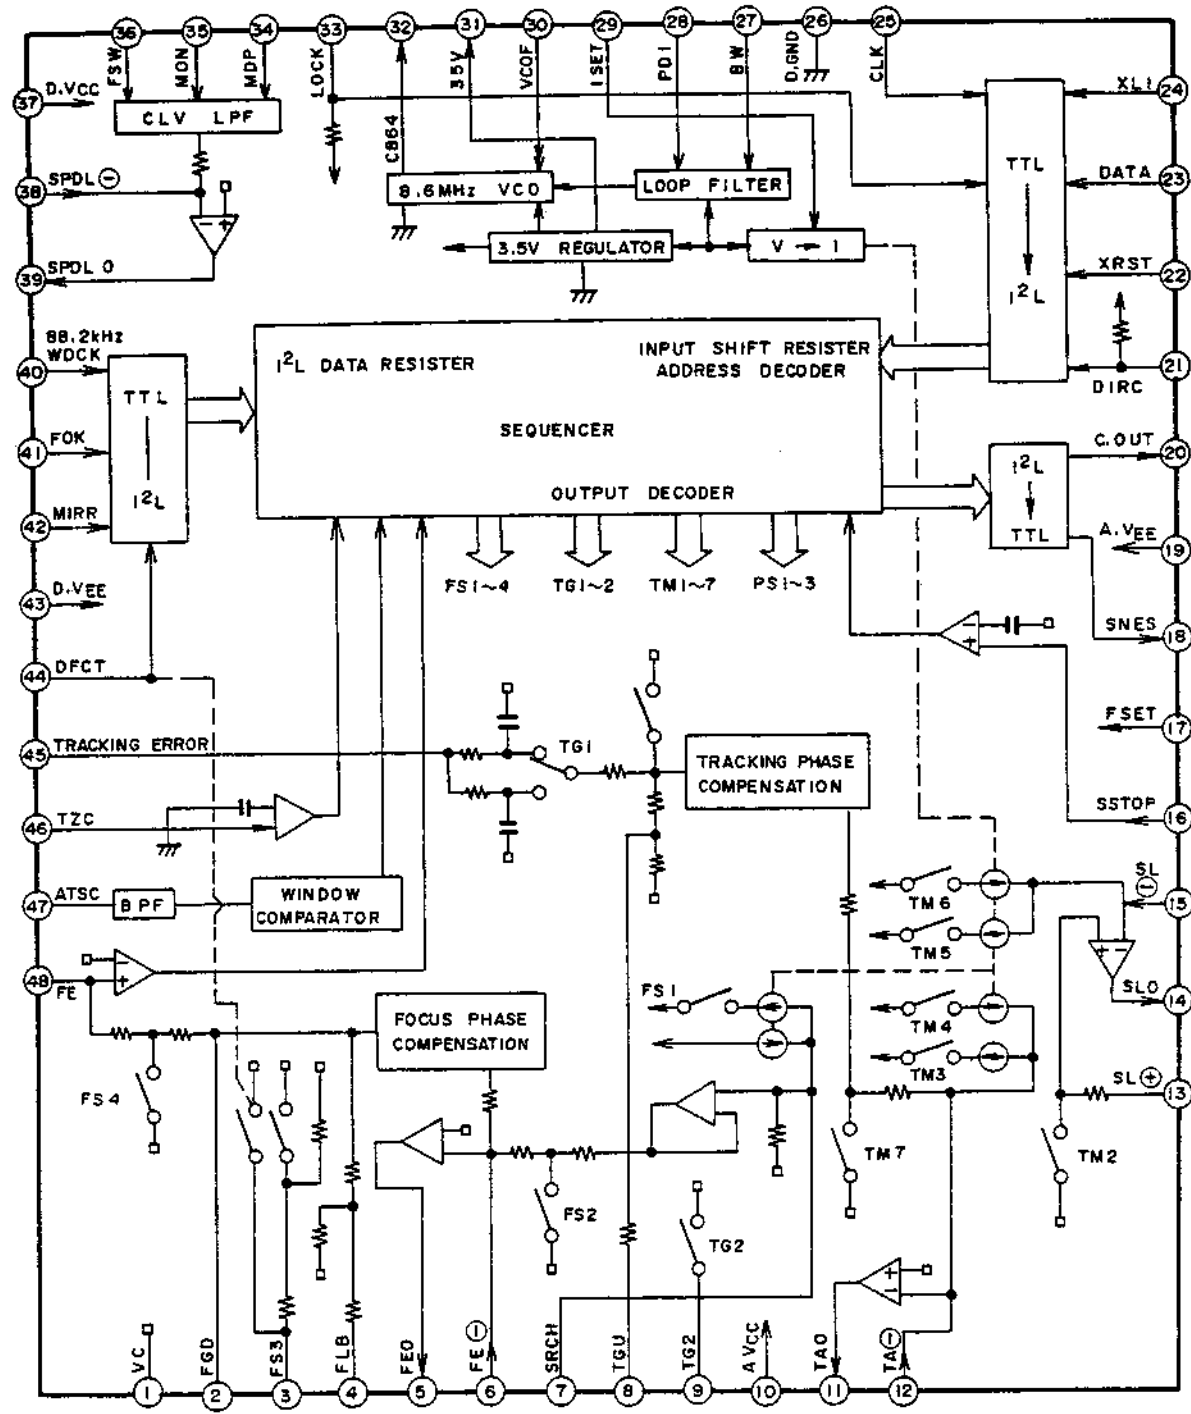 36 35 34 33 32 31 30 29 28 27 26 25
FSW MON MDP LOCK C864 3.5V VCOF ISET PDI BW D.GND CLK
37 D.VCC
CLV LPF
XLT 24
38 SPDL ⊖
8.6MHz VCO
LOOP FILTER
TTL
I²L
DATA 23
− +
3.5V REGULATOR
V → I
39 SPDL O
XRST 22
88.2kHz
WDCK
40
TTL
I²L
I²L DATA RESISTER
INPUT SHIFT RESISTER
ADDRESS DECODER
DIRC
21
41 FOK
SEQUENCER
I²L
TTL
C.OUT 20
42 MIRR
OUTPUT DECODER
A.VEE
19
43 D.VEE
FS1~4
TG1~2
TM1~7
PS1~3
−
+
SNES 18
44 DFCT
FSET 17
45 TRACKING ERROR
TG1
TRACKING PHASE
COMPENSATION
46 TZC
SSTOP 16
47 ATSC
BPF
WINDOW
COMPARATOR
TM6
SL
⊖
15
TM5
+ −
48 FE
−
+
FS1
SLO 14
FOCUS PHASE
COMPENSATION
TM4
FS4
TM3
SL ⊕ 13
TM7
TM2
FS2
TG2
+
−
VC FGD FS3 FLB FEO FE ⊖ SRCH TGU TG2 AVCC TAO TA ⊖
1 2 3 4 5 6 7 8 9 10 11 12